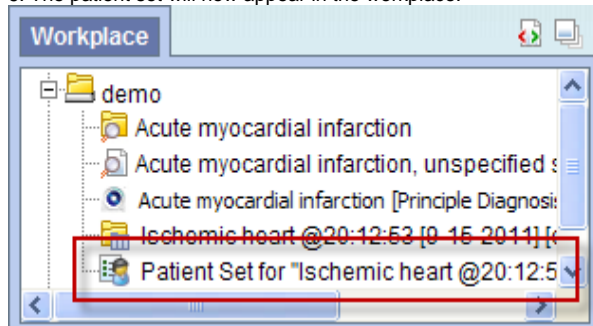 Workplace
demo
Acute myocardial infarction
Acute myocardial infarction, unspecified s
Acute myocardial infarction [Principle Diagnosis
Ischemic heart @20:12:53 [9-15-2011] [
Patient Set for "Ischemic heart @20:12:5